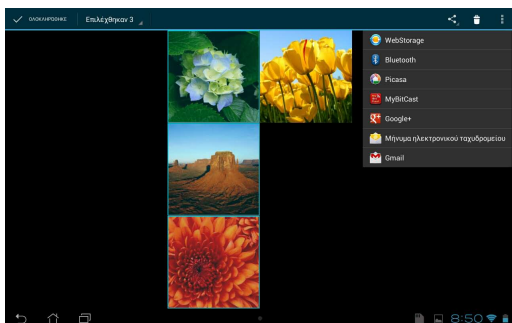 ΟΛΟΚΛΗΡΩΘΗΚΕ
Επιλέχθηκαν 3
WebStorage
Bluetooth
Picasa
MyBitCast
Google+
Μήνυμα ηλεκτρονικού ταχυδρομείου
Gmail
8:50